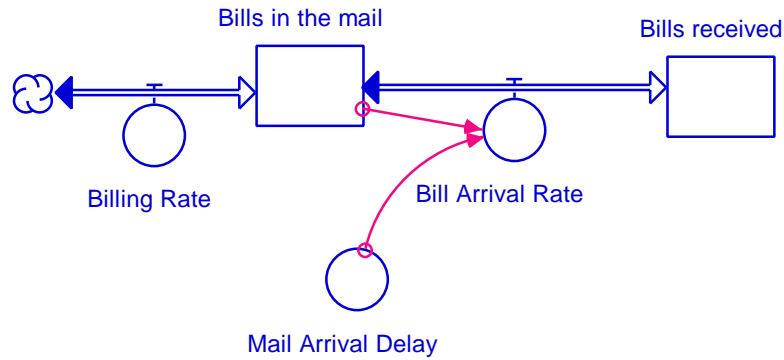 Bills in the mail
Bills received
Billing Rate
Bill Arrival Rate
Mail Arrival Delay